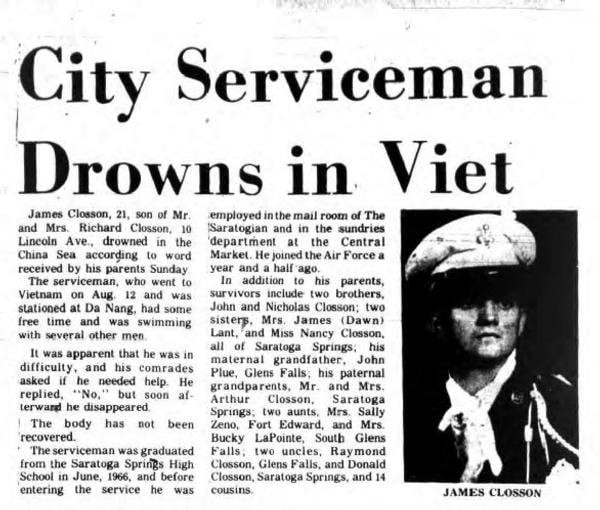 City Serviceman
Drowns in Viet
James Closson, 21, son of Mr.
and Mrs. Richard Closson, 10
Lincoln Ave., drowned in the
China Sea according to word
received by his parents Sunday
The serviceman, who went to
Vietnam on Aug. 12 and was
stationed at Da Nang, had some
free time and was swimming
with several other men.
It was apparent that he was in
difficulty, and his comrades
asked if he needed help. He
replied, "No," but soon af-
terward he disappeared.
The body has not been
recovered.
The serviceman was graduated
from the Saratoga Springs High
School in June, 1966, and before
entering the service he was
employed in the mail room of The
Saratogian and in the sundries
department at the Central
Market. He joined the Air Force a
year and a half ago.
In addition to his parents,
survivors include two brothers,
John and Nicholas Closson; two
sisters, Mrs. James (Dawn)
Lant, and Miss Nancy Closson,
all of Saratoga Springs; his
maternal grandfather, John
Plue, Glens Falls; his paternal
grandparents, Mr. and Mrs.
Arthur Closson, Saratoga
Springs; two aunts, Mrs. Sally
Zeno, Fort Edward, and Mrs.
Bucky LaPointe, South Glens
Falls; two uncles, Raymond
Closson, Glens Falls, and Donald
Closson, Saratoga Springs, and 14
cousins.
JAMES CLOSSON